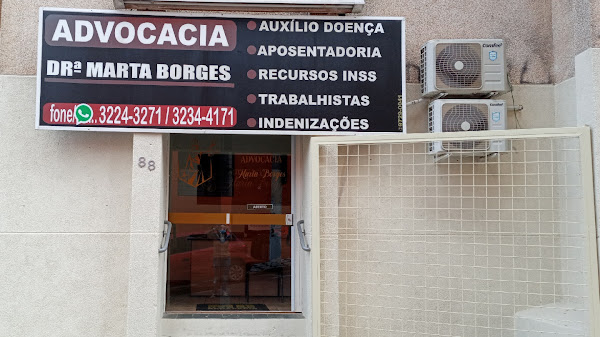 ADVOCACIA
DRª MARTA BORGES
fone: 3224-3271 / 3234-4171
• AUXÍLIO DOENÇA
• APOSENTADORIA
• RECURSOS INSS
• TRABALHISTAS
• INDENIZAÇÕES
88
ADVOCACIA
Marta Borges